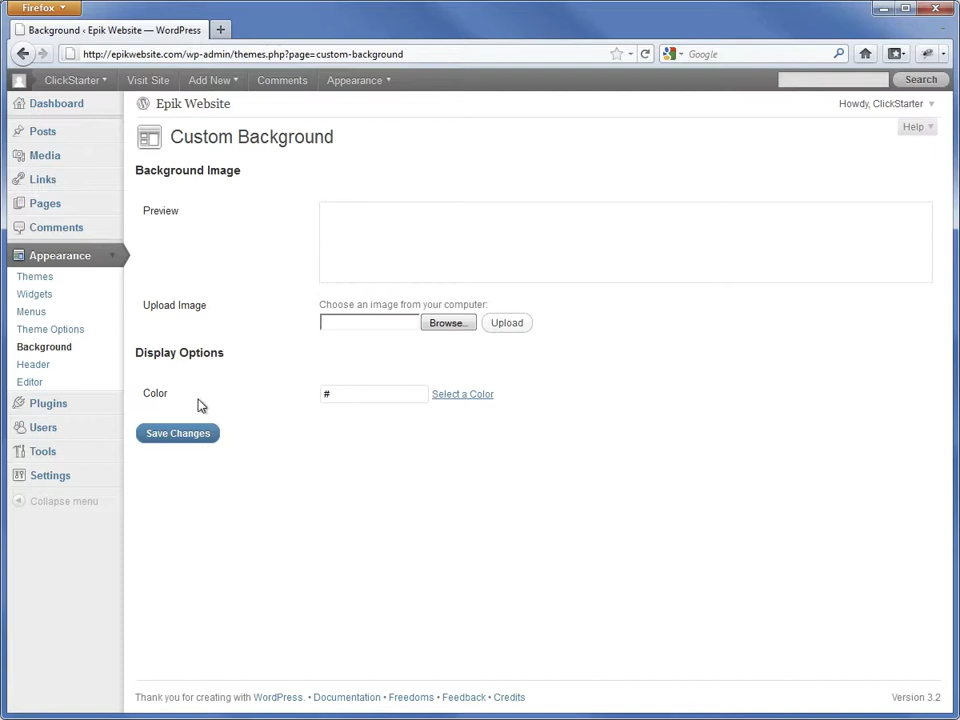 Firefox
Background ‹ Epik Website — WordPress
http://epikwebsite.com/wp-admin/themes.php?page=custom-background
Google
ClickStarter
Visit Site
Add New
Comments
Appearance
Search
Dashboard
Posts
Media
Links
Pages
Comments
Appearance
Themes
Widgets
Menus
Theme Options
Background
Header
Editor
Plugins
Users
Tools
Settings
Collapse menu
Epik Website
Howdy, ClickStarter
Help
Custom Background
Background Image
Preview
Upload Image
Choose an image from your computer:
Browse...
Upload
Display Options
Color
#
Select a Color
Save Changes
Thank you for creating with WordPress. • Documentation • Freedoms • Feedback • Credits
Version 3.2